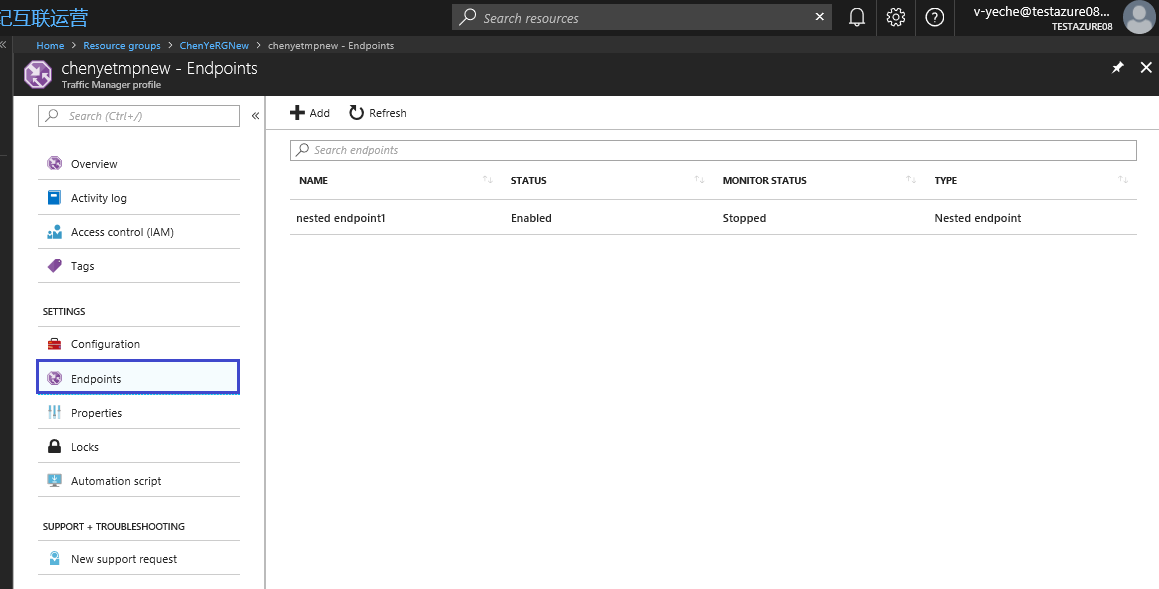 记互联运营
Search resources
v-yeche@testazure08...
TESTAZURE08
Home > Resource groups > ChenYeRGNew > chenyetmpnew - Endpoints
chenyetmpnew - Endpoints
Traffic Manager profile
Search (Ctrl+/)
Overview
Activity log
Access control (IAM)
Tags
SETTINGS
Configuration
Endpoints
Properties
Locks
Automation script
SUPPORT + TROUBLESHOOTING
New support request
Add Refresh
Search endpoints
NAME STATUS MONITOR STATUS TYPE
nested endpoint1 Enabled Stopped Nested endpoint